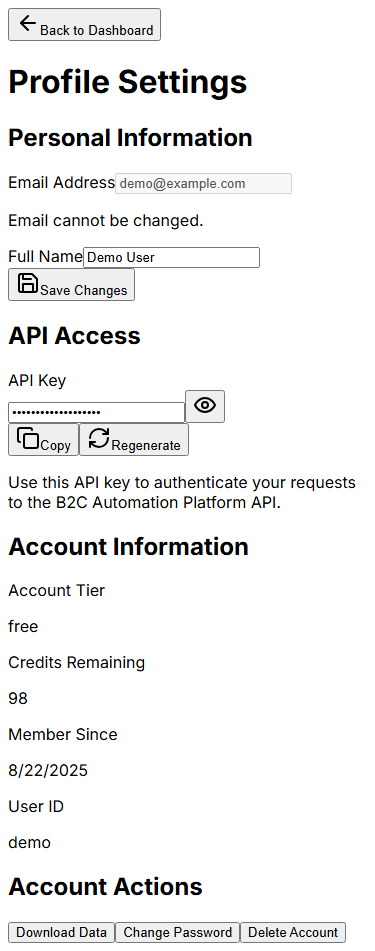 Back to Dashboard
Profile Settings
Personal Information
Email Address demo@example.com
Email cannot be changed.
Full Name Demo User
Save Changes
API Access
API Key
•••••••••••••••••••
Copy Regenerate
Use this API key to authenticate your requests
to the B2C Automation Platform API.
Account Information
Account Tier
free
Credits Remaining
98
Member Since
8/22/2025
User ID
demo
Account Actions
Download Data Change Password Delete Account